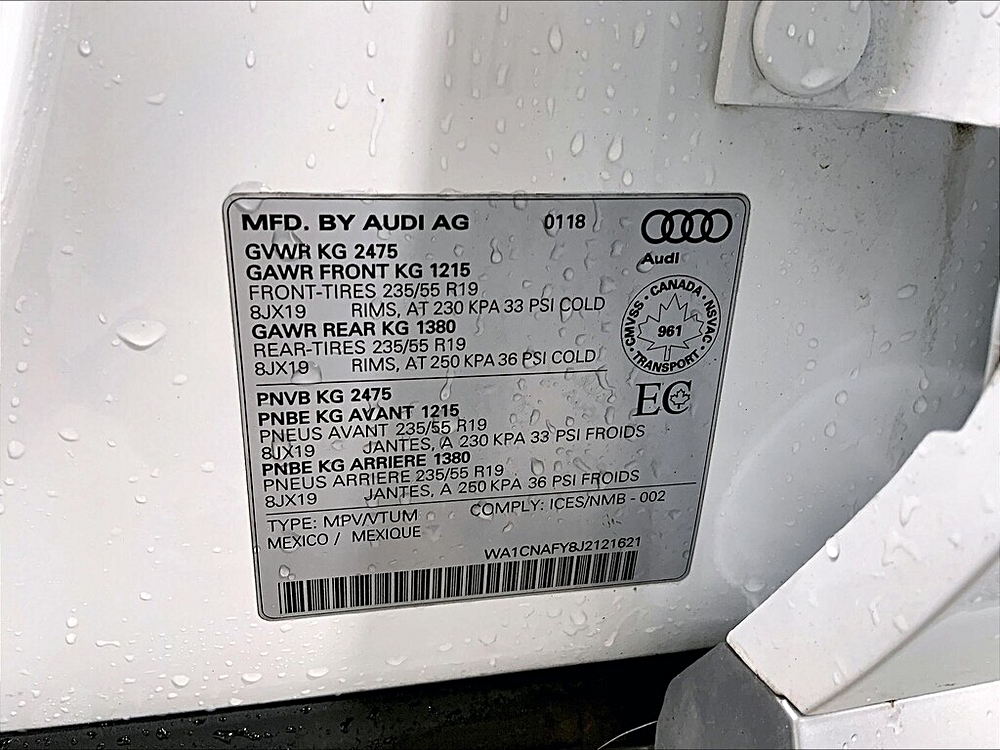 MFD. BY AUDI AG 0118
Audi
GVWR KG 2475
GAWR FRONT KG 1215
FRONT-TIRES 235/55 R19
8JX19 RIMS, AT 230 KPA 33 PSI COLD
GAWR REAR KG 1380
REAR-TIRES 235/55 R19
8JX19 RIMS, AT 250 KPA 36 PSI COLD
CANADA • NSVAC • TRANSPORT • CMVSS •
961
EC
PNVB KG 2475
PNBE KG AVANT 1215
PNEUS AVANT 235/55 R19
8JX19 JANTES, A 230 KPA 33 PSI FROIDS
PNBE KG ARRIERE 1380
PNEUS ARRIERE 235/55 R19
8JX19 JANTES, A 250 KPA 36 PSI FROIDS
TYPE: MPV/VTUM COMPLY: ICES/NMB - 002
MEXICO / MEXIQUE
WA1CNAFY8J2121621